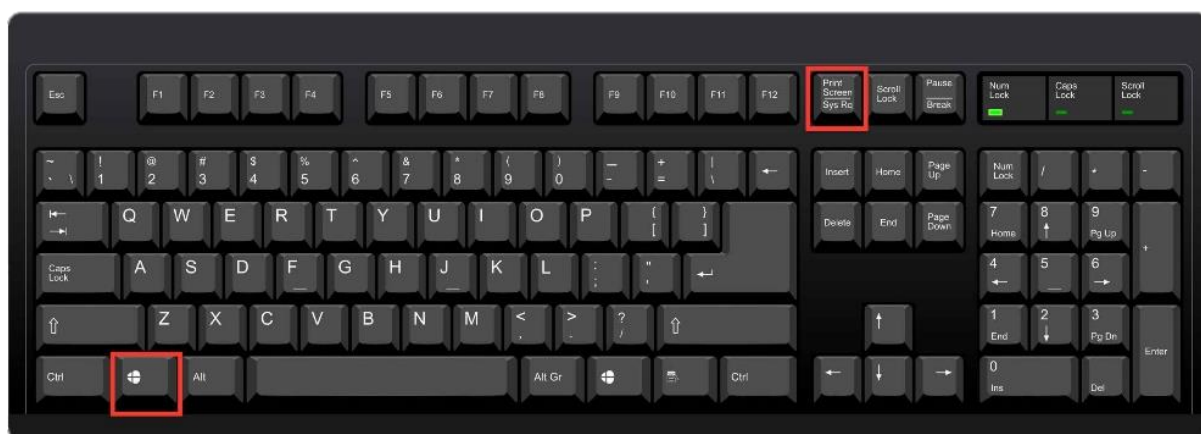 Esc F1 F2 F3 F4 F5 F6 F7 F8 F9 F10 F11 F12
Print
Screen
Sys Rq
Scroll
Lock
Pause
Break
Num
Lock
Caps
Lock
Scroll
Lock
~ ! @ # $ % ^ & * ( ) — + |
` \ 1 2 3 4 5 6 7 8 9 0 - = \ ←
Insert Home Page
Up
Num
Lock
/ * -
Q W E R T Y U I O P { }
[ ]
Delete End Page
Down
7 8 9
Home ↑ Pg Up
+
Caps
Lock
A S D F G H J K L : "
; '
4 5 6
← _ →
⇧ Z X C V B N M < > ?
, . /
⇧
↑
1 2 3
End ↓ Pg Dn
Enter
Ctrl Alt Alt Gr Ctrl
← ↓ →
0
Ins Del